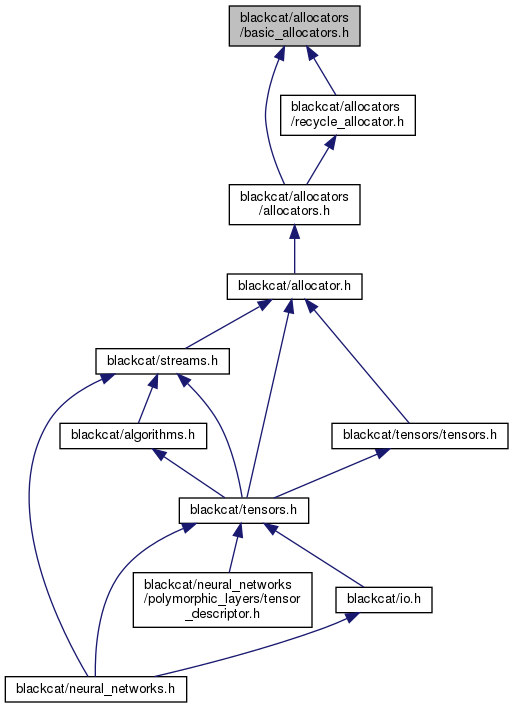 blackcat/allocators
/basic_allocators.h
blackcat/allocators
/recycle_allocator.h
blackcat/allocators
/allocators.h
blackcat/allocator.h
blackcat/streams.h
blackcat/algorithms.h
blackcat/tensors/tensors.h
blackcat/tensors.h
blackcat/neural_networks
/polymorphic_layers/tensor
_descriptor.h
blackcat/io.h
blackcat/neural_networks.h